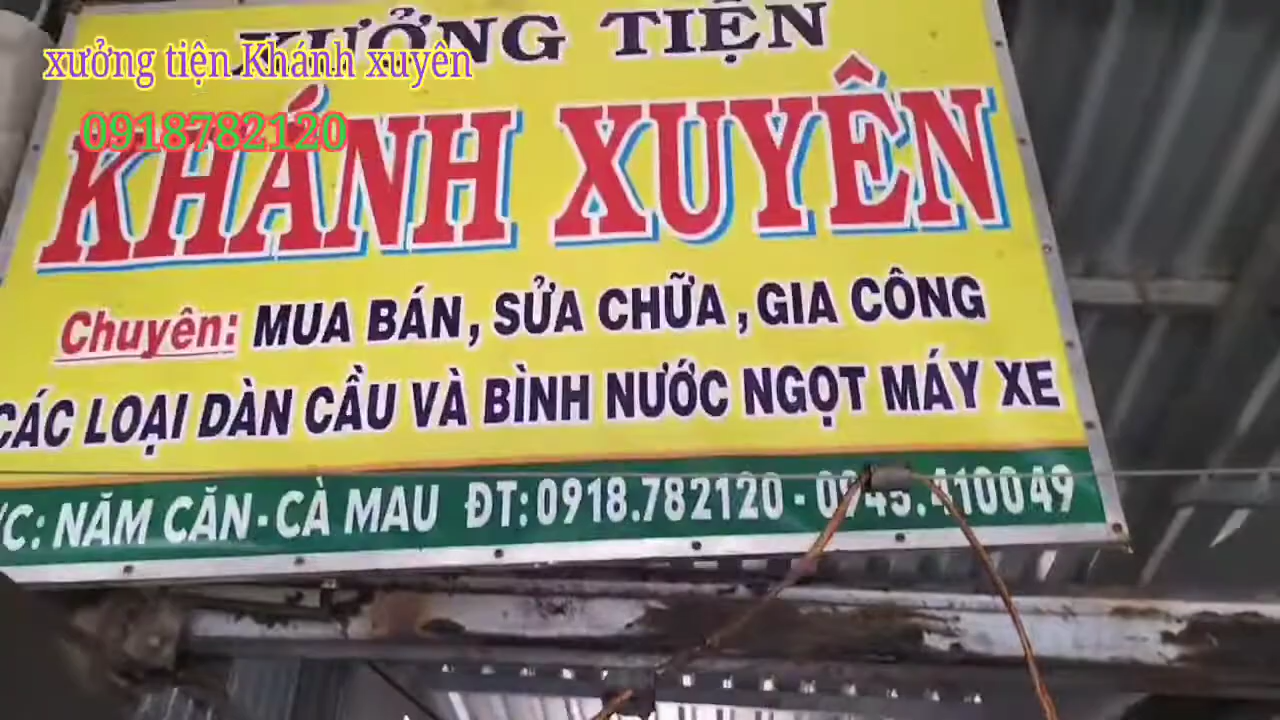 xưởng tiện Khánh xuyên
0918782120
XƯỞNG TIỆN
KHÁNH XUYÊN
Chuyên: MUA BÁN, SỬA CHỮA, GIA CÔNG
CÁC LOẠI DÀN CẦU VÀ BÌNH NƯỚC NGỌT MÁY XE
/C: NĂM CĂN - CÀ MAU ĐT: 0918.782120 - 0945.410049